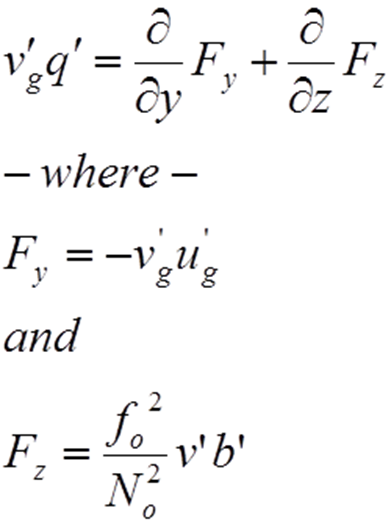 v'_g q' = ∂/∂y F_y + ∂/∂z F_z
– where –
F_y = –v'_g u'_g
and
F_z = f_o^2/N_o^2 v'b'